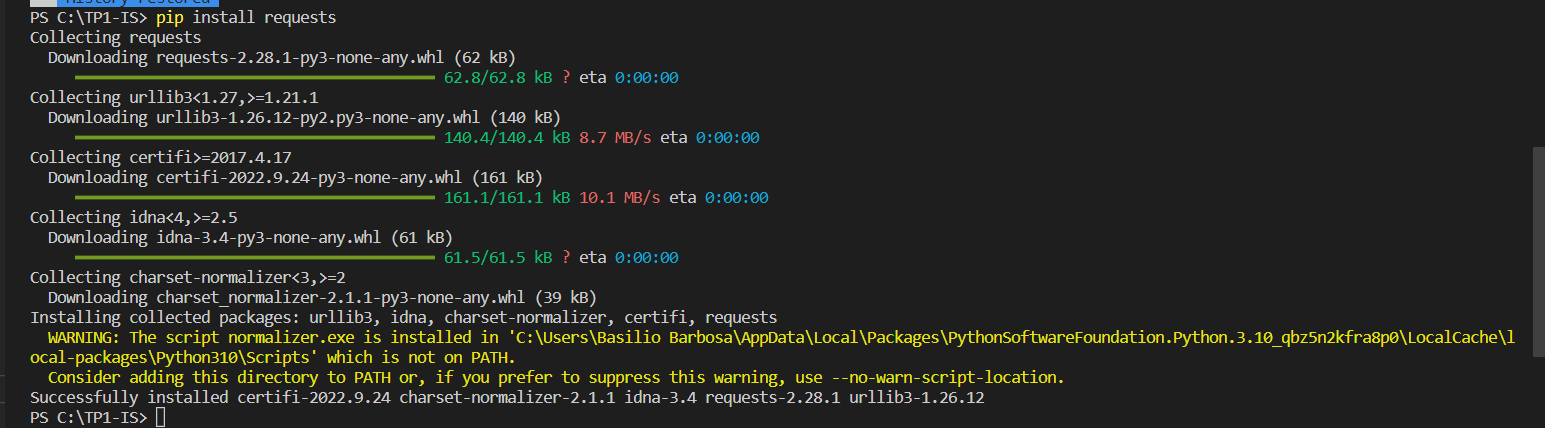 History restored
PS C:\TP1-IS> pip install requests
Collecting requests
  Downloading requests-2.28.1-py3-none-any.whl (62 kB)
     62.8/62.8 kB ? eta 0:00:00
Collecting urllib3<1.27,>=1.21.1
  Downloading urllib3-1.26.12-py2.py3-none-any.whl (140 kB)
     140.4/140.4 kB 8.7 MB/s eta 0:00:00
Collecting certifi>=2017.4.17
  Downloading certifi-2022.9.24-py3-none-any.whl (161 kB)
     161.1/161.1 kB 10.1 MB/s eta 0:00:00
Collecting idna<4,>=2.5
  Downloading idna-3.4-py3-none-any.whl (61 kB)
     61.5/61.5 kB ? eta 0:00:00
Collecting charset-normalizer<3,>=2
  Downloading charset_normalizer-2.1.1-py3-none-any.whl (39 kB)
Installing collected packages: urllib3, idna, charset-normalizer, certifi, requests
  WARNING: The script normalizer.exe is installed in 'C:\Users\Basilio Barbosa\AppData\Local\Packages\PythonSoftwareFoundation.Python.3.10_qbz5n2kfra8p0\LocalCache\l
ocal-packages\Python310\Scripts' which is not on PATH.
  Consider adding this directory to PATH or, if you prefer to suppress this warning, use --no-warn-script-location.
Successfully installed certifi-2022.9.24 charset-normalizer-2.1.1 idna-3.4 requests-2.28.1 urllib3-1.26.12
PS C:\TP1-IS>